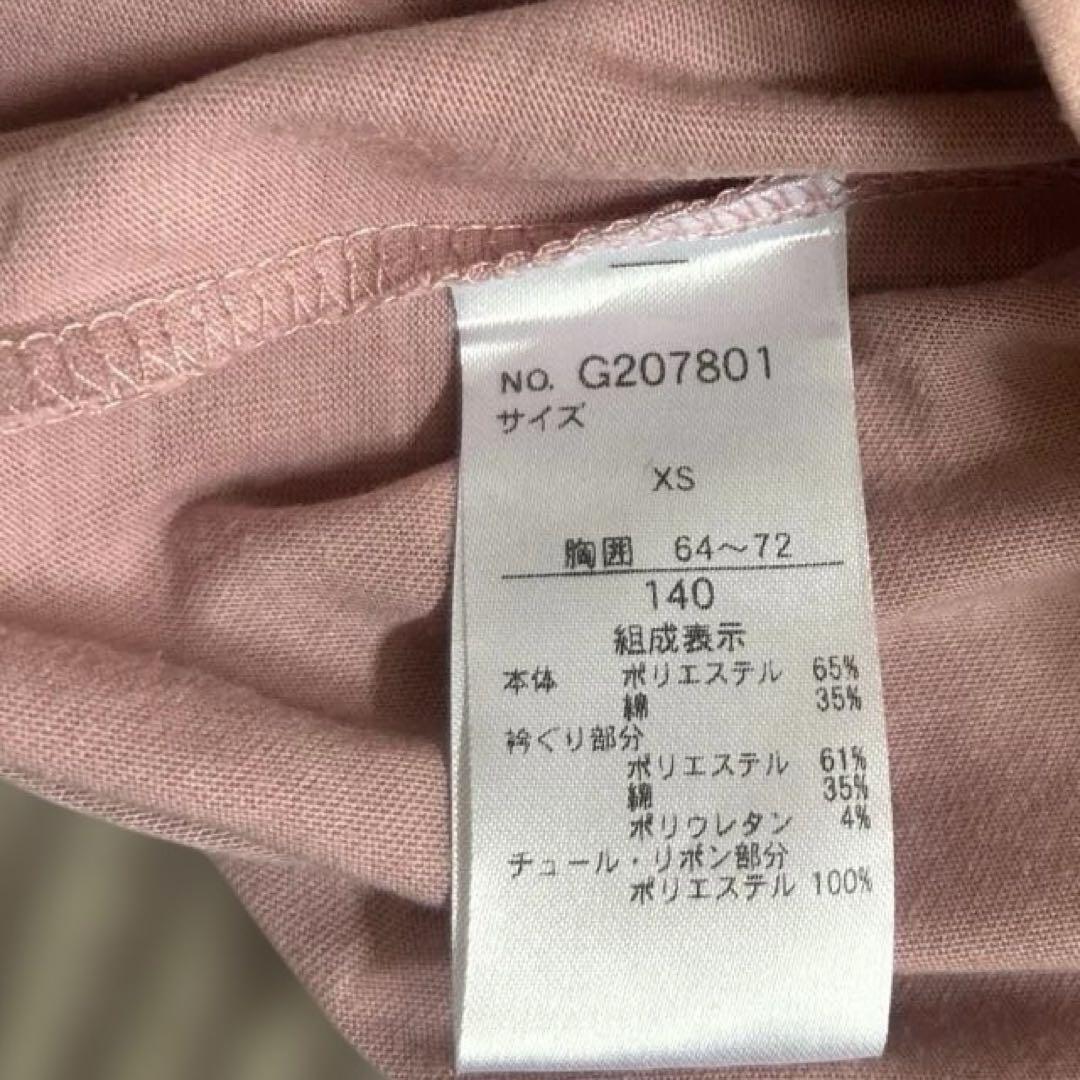 NO. G207801
サイズ
XS
胸囲 64～72
140
組成表示
本体 ポリエステル 65%
綿 35%
衿ぐり部分
ポリエステル 61%
綿 35%
ポリウレタン 4%
チュール・リボン部分
ポリエステル 100%